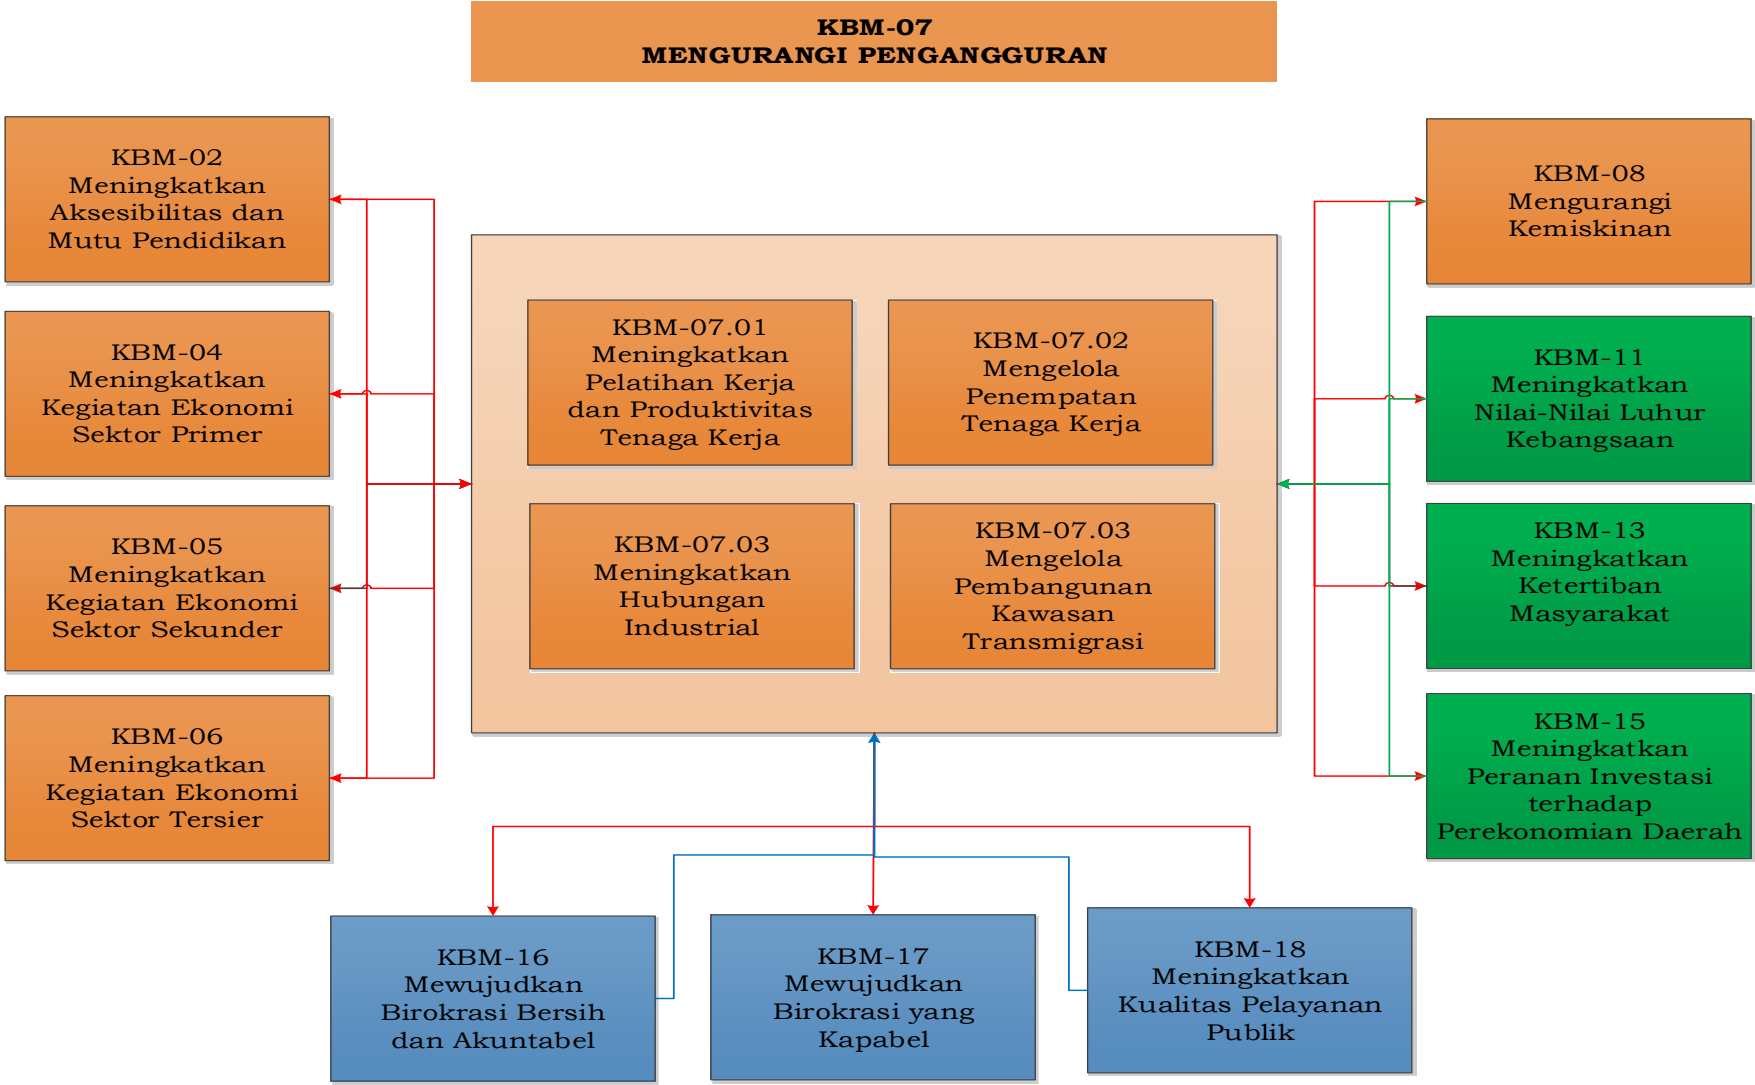 KBM-07
MENGURANGI PENGANGGURAN
KBM-02
Meningkatkan
Aksesibilitas dan
Mutu Pendidikan
KBM-04
Meningkatkan
Kegiatan Ekonomi
Sektor Primer
KBM-05
Meningkatkan
Kegiatan Ekonomi
Sektor Sekunder
KBM-06
Meningkatkan
Kegiatan Ekonomi
Sektor Tersier
KBM-07.01
Meningkatkan
Pelatihan Kerja
dan Produktivitas
Tenaga Kerja
KBM-07.02
Mengelola
Penempatan
Tenaga Kerja
KBM-07.03
Meningkatkan
Hubungan
Industrial
KBM-07.03
Mengelola
Pembangunan
Kawasan
Transmigrasi
KBM-08
Mengurangi
Kemiskinan
KBM-11
Meningkatkan
Nilai-Nilai Luhur
Kebangsaan
KBM-13
Meningkatkan
Ketertiban
Masyarakat
KBM-15
Meningkatkan
Peranan Investasi
terhadap
Perekonomian Daerah
KBM-16
Mewujudkan
Birokrasi Bersih
dan Akuntabel
KBM-17
Mewujudkan
Birokrasi yang
Kapabel
KBM-18
Meningkatkan
Kualitas Pelayanan
Publik